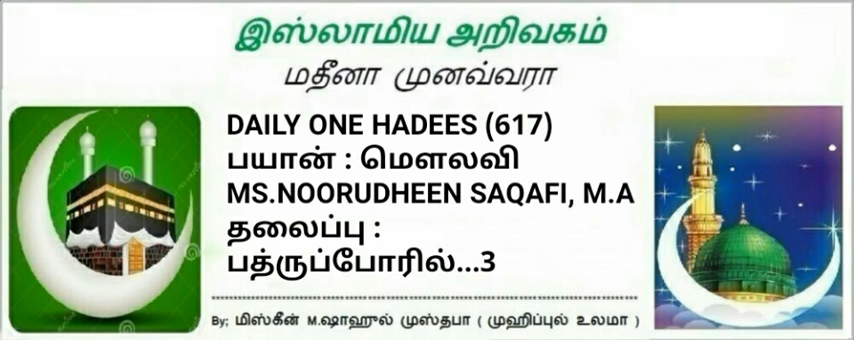 இஸ்லாமிய அறிவகம்
மதீனா முனவ்வரா
DAILY ONE HADEES (617)
பயான் : மௌலவி
MS.NOORUDHEEN SAQAFI, M.A
தலைப்பு :
பத்ருப்போரில்...3
By; மிஸ்கீன் M.ஷாஹுல் முஸ்தபா ( முஹிப்புல் உலமா )